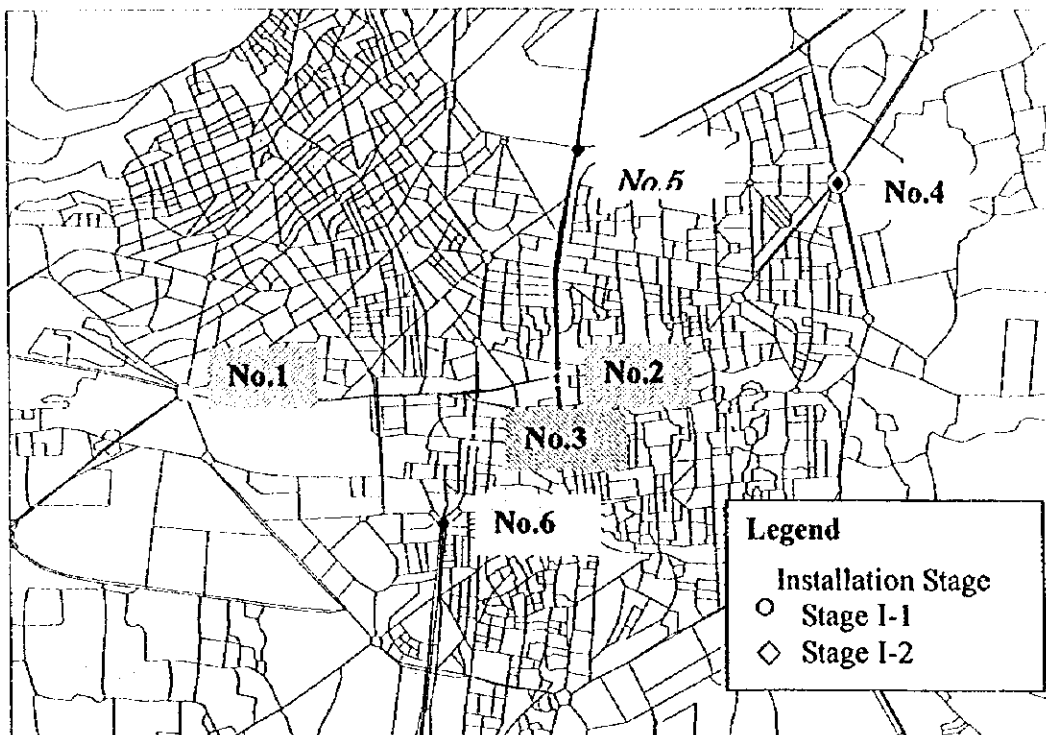 No.5
No.4
No.1
No.2
No.3
No.6
Legend
Installation Stage
Stage I-1
Stage I-2